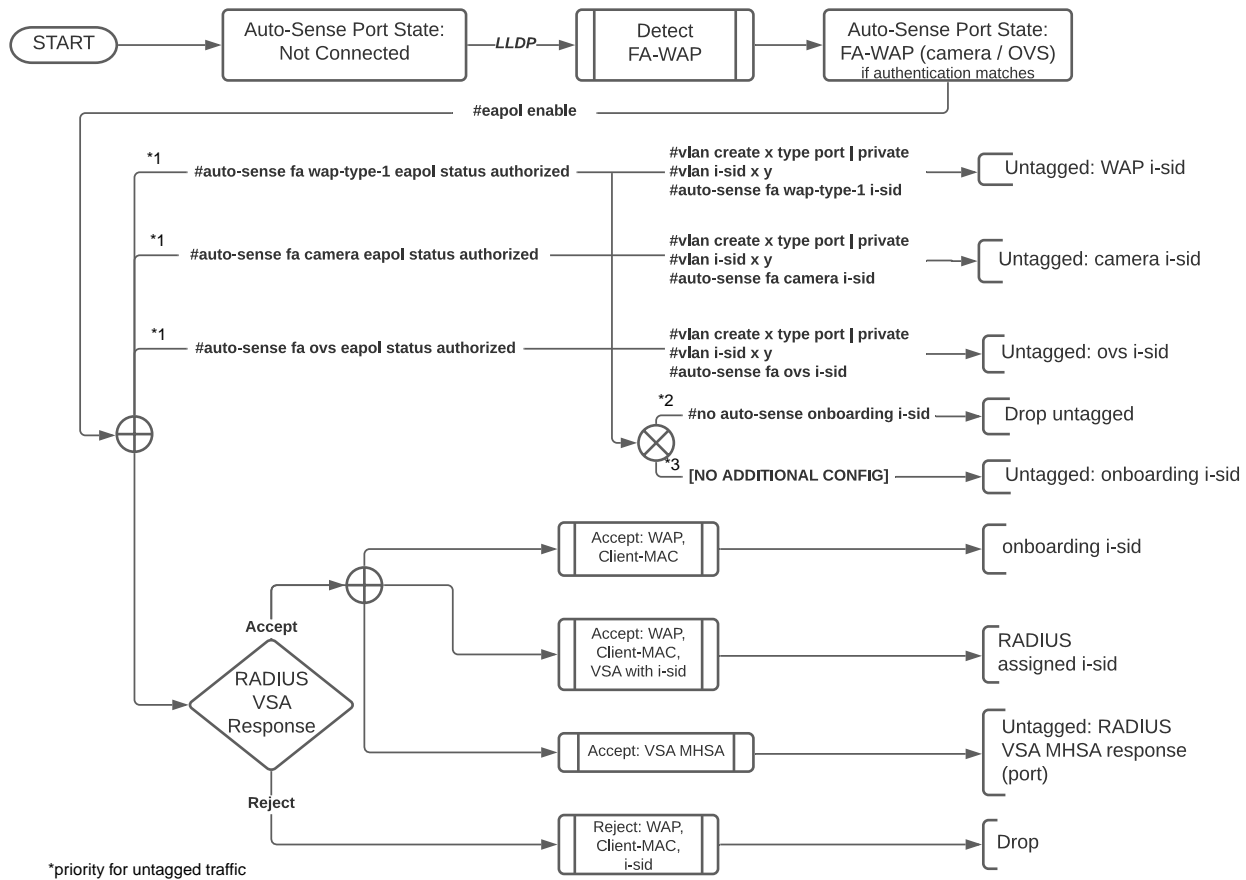 START
Auto-Sense Port State:
Not Connected
LLDP
Detect
FA-WAP
Auto-Sense Port State:
FA-WAP (camera / OVS)
if authentication matches
#eapol enable
*1
#auto-sense fa wap-type-1 eapol status authorized
#vlan create x type port | private
#vlan i-sid x y
#auto-sense fa wap-type-1 i-sid
Untagged: WAP i-sid
*1
#auto-sense fa camera eapol status authorized
#vlan create x type port | private
#vlan i-sid x y
#auto-sense fa camera i-sid
Untagged: camera i-sid
*1
#auto-sense fa ovs eapol status authorized
#vlan create x type port | private
#vlan i-sid x y
#auto-sense fa ovs i-sid
Untagged: ovs i-sid
*2
#no auto-sense onboarding i-sid
Drop untagged
*3
[NO ADDITIONAL CONFIG]
Untagged: onboarding i-sid
Accept: WAP,
Client-MAC
onboarding i-sid
Accept
Accept: WAP,
Client-MAC,
VSA with i-sid
RADIUS
assigned i-sid
RADIUS
VSA
Response
Accept: VSA MHSA
Untagged: RADIUS
VSA MHSA response
(port)
Reject
Reject: WAP,
Client-MAC,
i-sid
Drop
*priority for untagged traffic